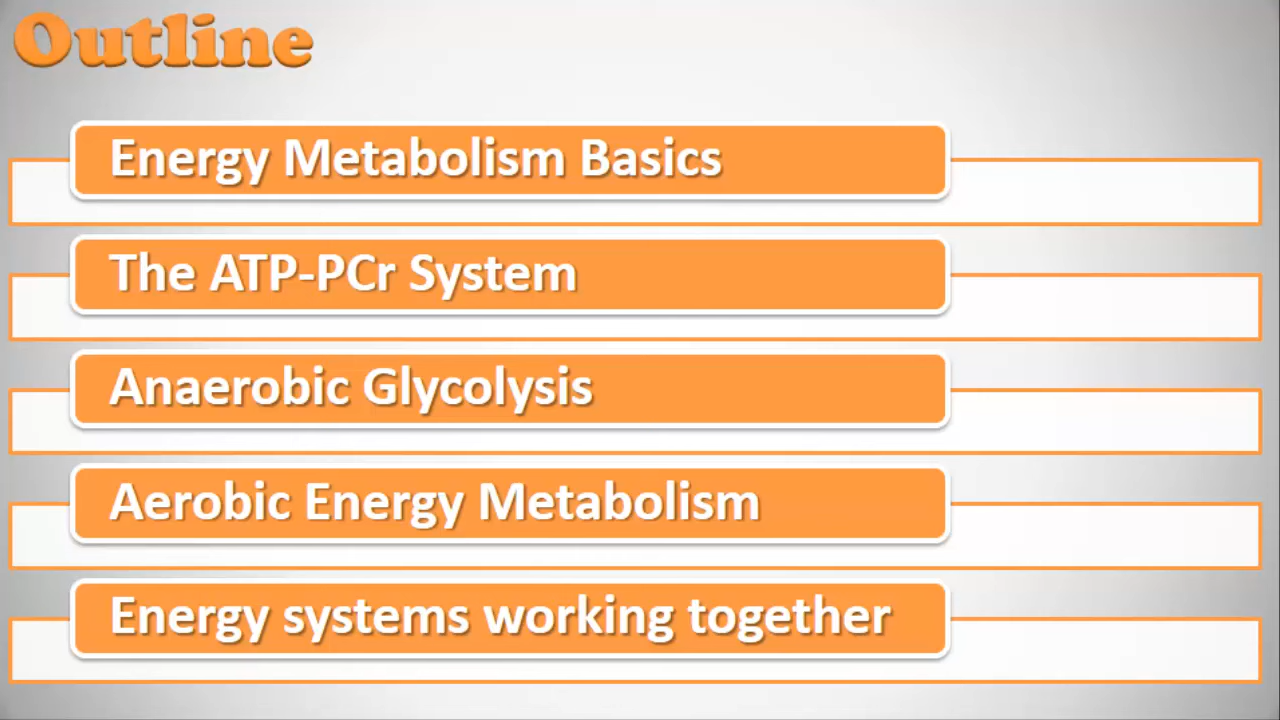 Outline
Energy Metabolism Basics
The ATP-PCr System
Anaerobic Glycolysis
Aerobic Energy Metabolism
Energy systems working together